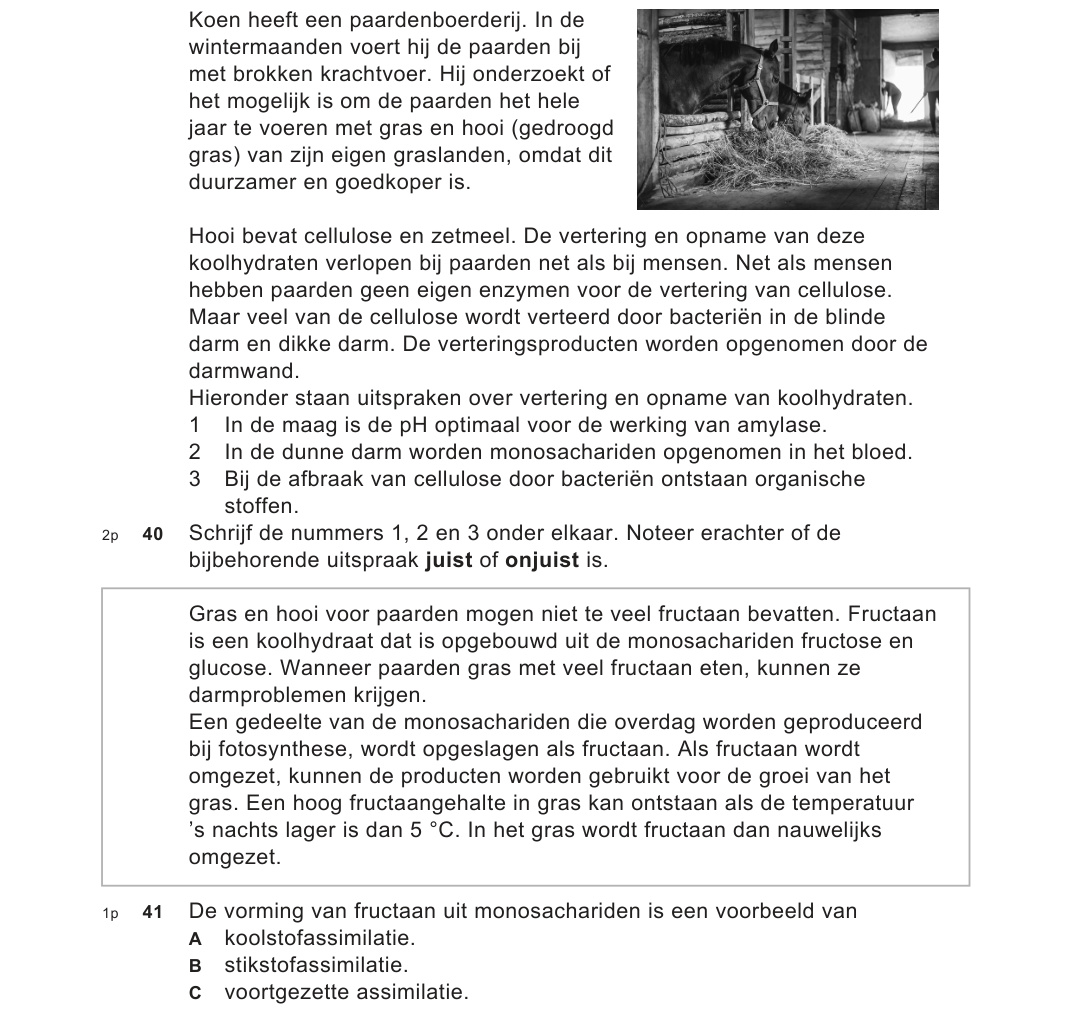 Koen heeft een paardenboerderij. In de
wintermaanden voert hij de paarden bij
met brokken krachtvoer. Hij onderzoekt of
het mogelijk is om de paarden het hele
jaar te voeren met gras en hooi (gedroogd
gras) van zijn eigen graslanden, omdat dit
duurzamer en goedkoper is.
Hooi bevat cellulose en zetmeel. De vertering en opname van deze
koolhydraten verlopen bij paarden net als bij mensen. Net als mensen
hebben paarden geen eigen enzymen voor de vertering van cellulose.
Maar veel van de cellulose wordt verteerd door bacteriën in de blinde
darm en dikke darm. De verteringsproducten worden opgenomen door de
darmwand.
Hieronder staan uitspraken over vertering en opname van koolhydraten.
1 In de maag is de pH optimaal voor de werking van amylase.
2 In de dunne darm worden monosachariden opgenomen in het bloed.
3 Bij de afbraak van cellulose door bacteriën ontstaan organische
stoffen.
2p 40 Schrijf de nummers 1, 2 en 3 onder elkaar. Noteer erachter of de
bijbehorende uitspraak juist of onjuist is.
Gras en hooi voor paarden mogen niet te veel fructaan bevatten. Fructaan
is een koolhydraat dat is opgebouwd uit de monosachariden fructose en
glucose. Wanneer paarden gras met veel fructaan eten, kunnen ze
darmproblemen krijgen.
Een gedeelte van de monosachariden die overdag worden geproduceerd
bij fotosynthese, wordt opgeslagen als fructaan. Als fructaan wordt
omgezet, kunnen de producten worden gebruikt voor de groei van het
gras. Een hoog fructaangehalte in gras kan ontstaan als de temperatuur
’s nachts lager is dan 5 °C. In het gras wordt fructaan dan nauwelijks
omgezet.
1p 41 De vorming van fructaan uit monosachariden is een voorbeeld van
A koolstofassimilatie.
B stikstofassimilatie.
C voortgezette assimilatie.